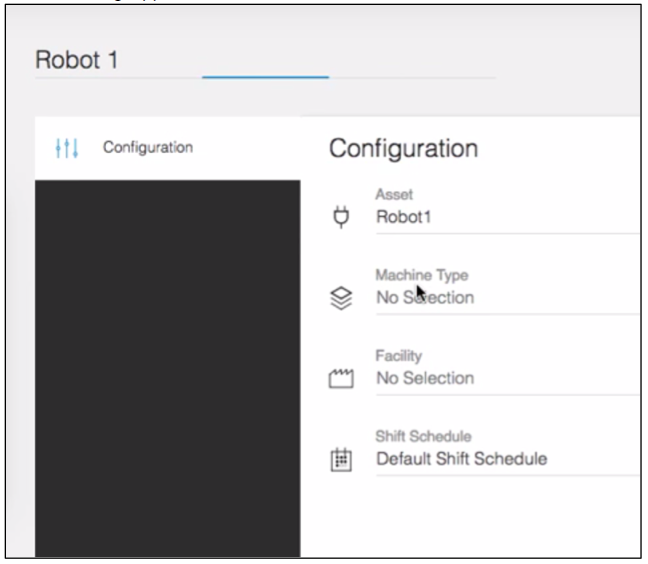 Robot 1
Configuration
Configuration
Asset
Robot1
Machine Type
No Selection
Facility
No Selection
Shift Schedule
Default Shift Schedule